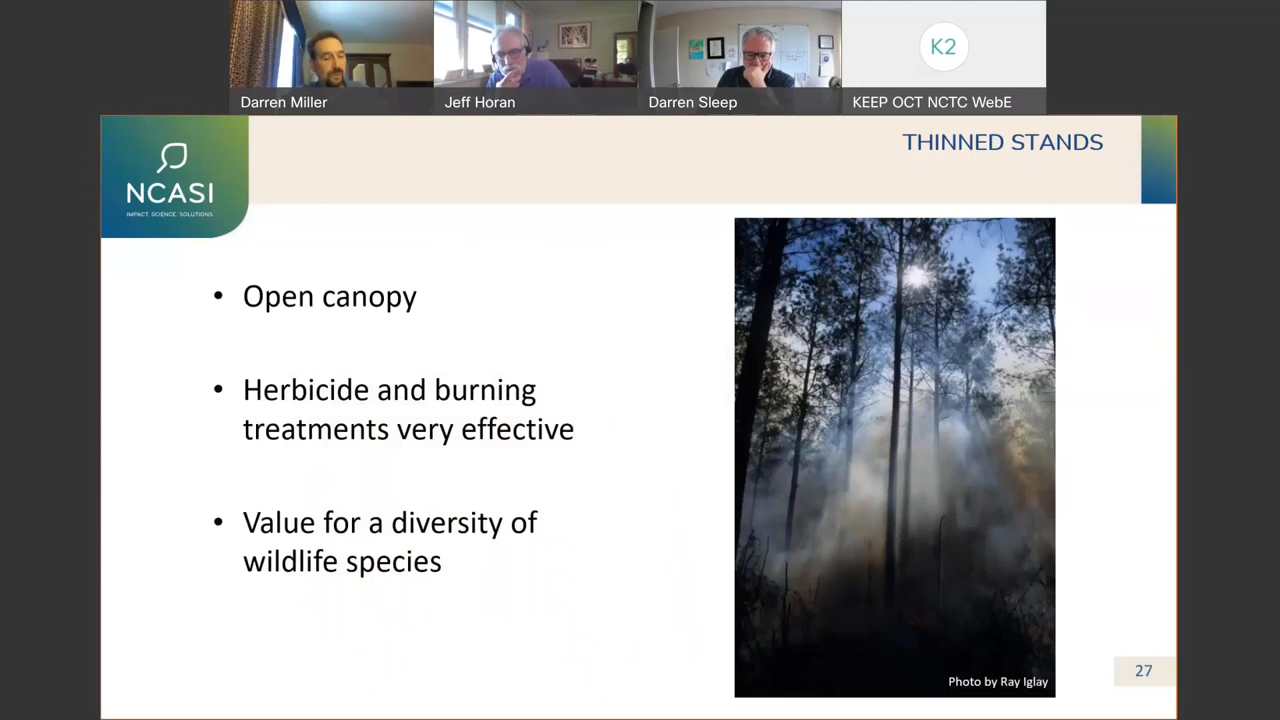 Darren Miller
Jeff Horan
Darren Sleep
K2
KEEP OCT NCTC WebE
NCASI
IMPACT. SCIENCE. SOLUTIONS
THINNED STANDS
• Open canopy
• Herbicide and burning
treatments very effective
• Value for a diversity of
wildlife species
Photo by Ray Iglay
27